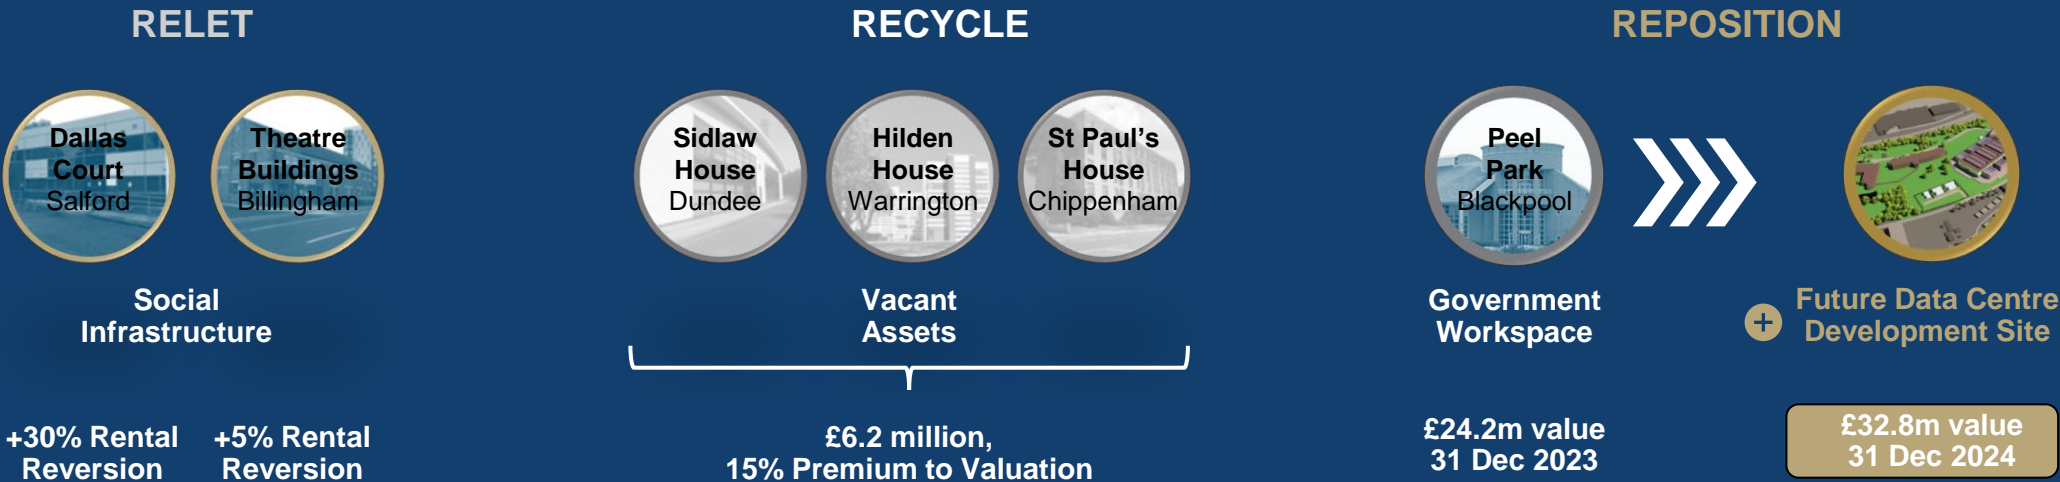 RELET
Dallas
Court
Salford
Theatre
Buildings
Billingham
Social
Infrastructure
+30% Rental
Reversion
+5% Rental
Reversion
RECYCLE
Sidlaw
House
Dundee
Hilden
House
Warrington
St Paul’s
House
Chippenham
Vacant
Assets
£6.2 million,
15% Premium to Valuation
REPOSITION
Peel
Park
Blackpool
Government
Workspace
+
Future Data Centre
Development Site
£24.2m value
31 Dec 2023
£32.8m value
31 Dec 2024